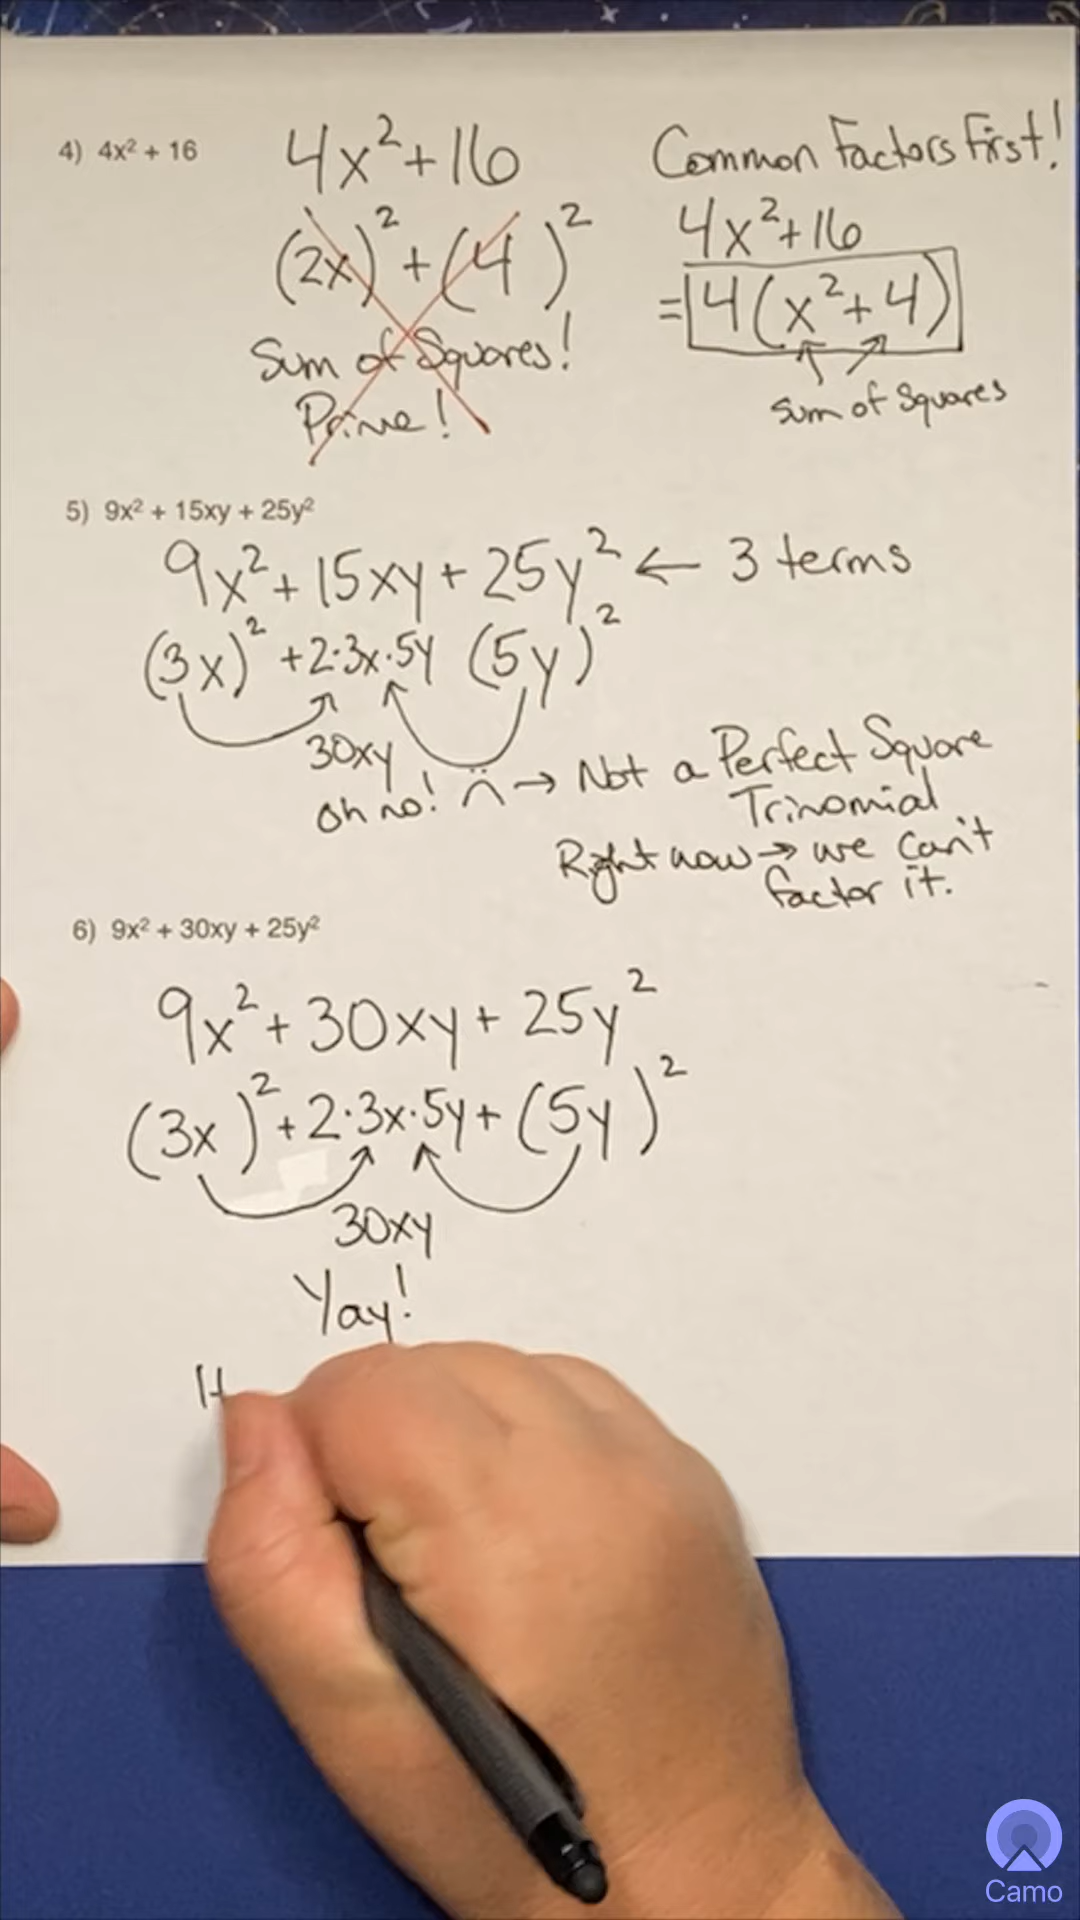 4) 4x² + 16
4x² + 16
(2x)² + (4)²
Sum of Squares!
Prime!
Common Factors First!
4x² + 16
= 4(x² + 4)
sum of squares
5) 9x² + 15xy + 25y²
9x² + 15xy + 25y² ← 3 terms
(3x)² + 2·3x·5y (5y)²
30xy
oh no! → Not a Perfect Square
Trinomial
Right now → we can't
factor it.
6) 9x² + 30xy + 25y²
9x² + 30xy + 25y²
(3x)² + 2·3x·5y + (5y)²
30xy
Yay!
Camo